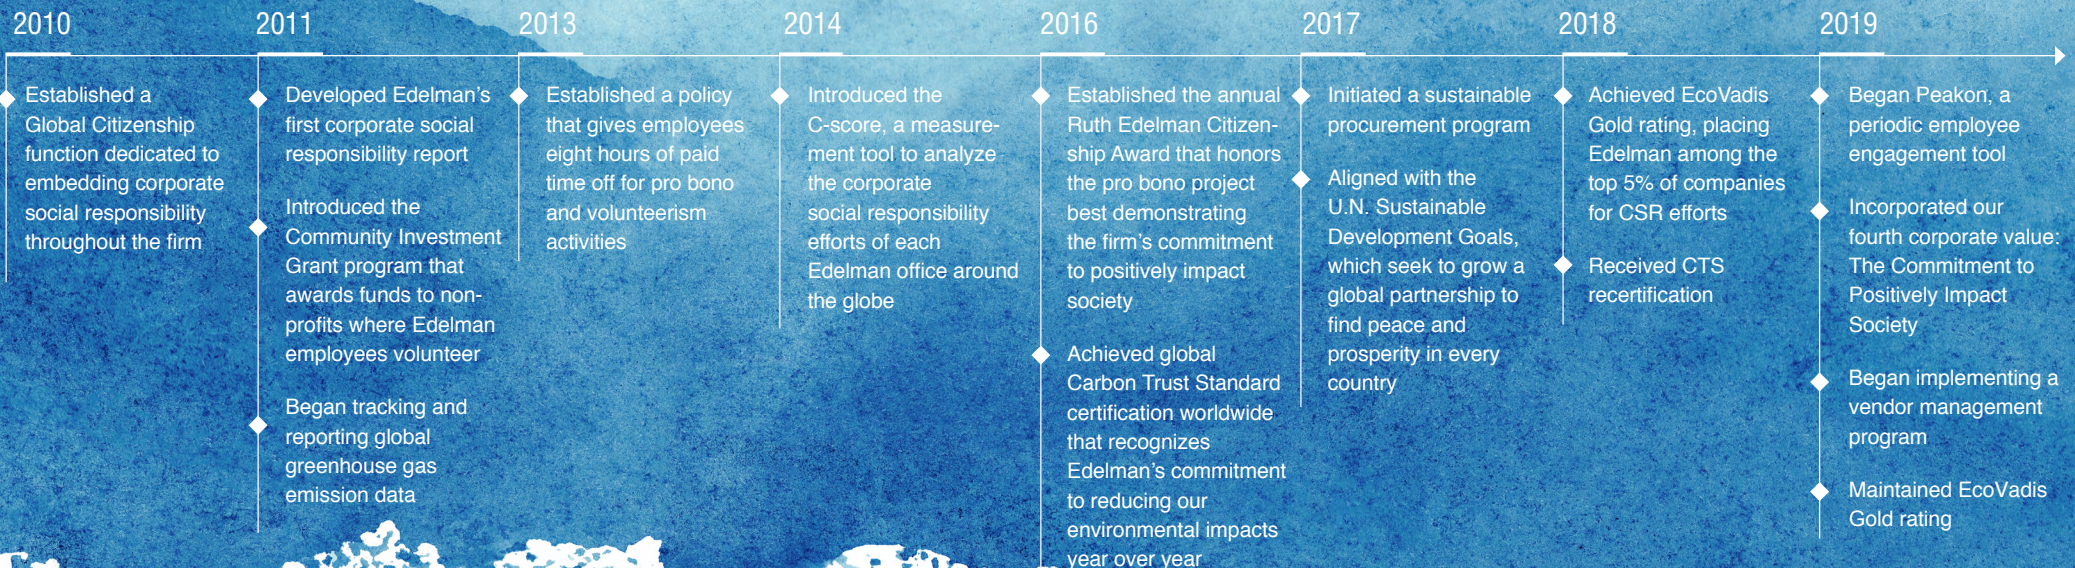 2010
Established a
Global Citizenship
function dedicated to
embedding corporate
social responsibility
throughout the firm
2011
Developed Edelman's
first corporate social
responsibility report
Introduced the
Community Investment
Grant program that
awards funds to non-
profits where Edelman
employees volunteer
Began tracking and
reporting global
greenhouse gas
emission data
2013
Established a policy
that gives employees
eight hours of paid
time off for pro bono
and volunteerism
activities
2014
Introduced the
C-score, a measure-
ment tool to analyze
the corporate
social responsibility
efforts of each
Edelman office around
the globe
2016
Established the annual
Ruth Edelman Citizen-
ship Award that honors
the pro bono project
best demonstrating
the firm's commitment
to positively impact
society
Achieved global
Carbon Trust Standard
certification worldwide
that recognizes
Edelman's commitment
to reducing our
environmental impacts
year over year
2017
Initiated a sustainable
procurement program
Aligned with the
U.N. Sustainable
Development Goals,
which seek to grow a
global partnership to
find peace and
prosperity in every
country
2018
Achieved EcoVadis
Gold rating, placing
Edelman among the
top 5% of companies
for CSR efforts
Received CTS
recertification
2019
Began Peakon, a
periodic employee
engagement tool
Incorporated our
fourth corporate value:
The Commitment to
Positively Impact
Society
Began implementing a
vendor management
program
Maintained EcoVadis
Gold rating